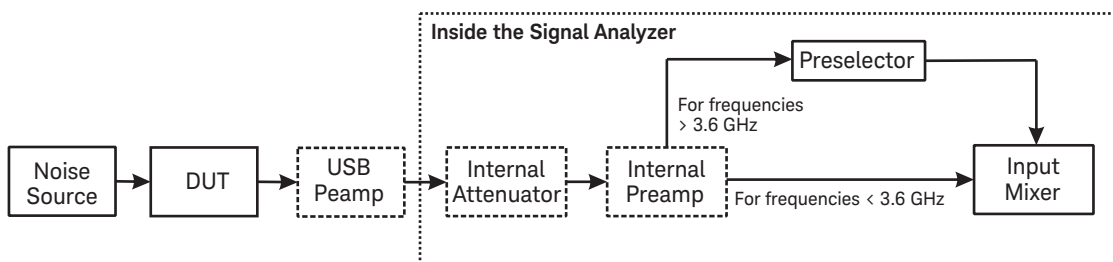 Inside the Signal Analyzer
Preselector
For frequencies
> 3.6 GHz
Noise
Source
DUT
USB
Peamp
Internal
Attenuator
Internal
Preamp
For frequencies < 3.6 GHz
Input
Mixer